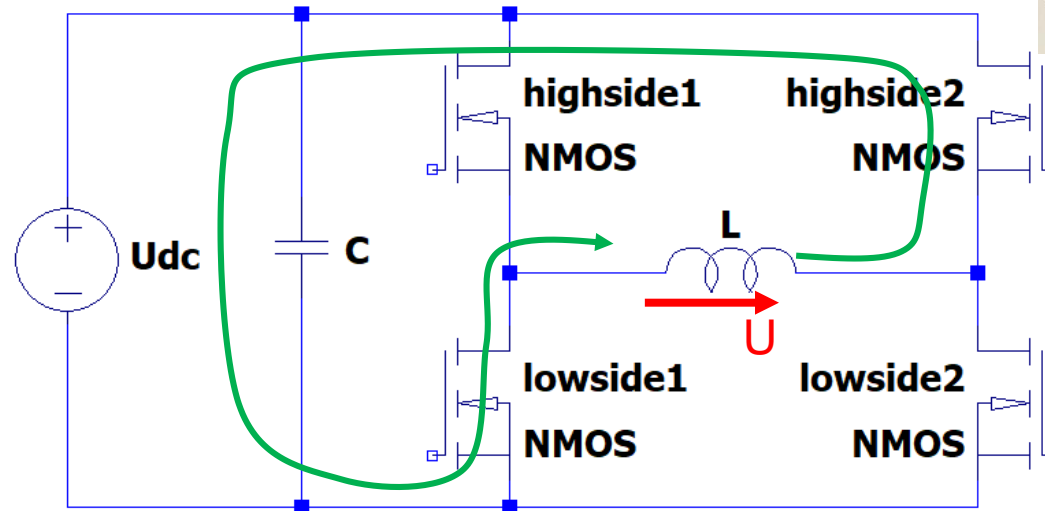 highside1
highside2
NMOS
NMOS
Udc
C
L
U
lowside1
lowside2
NMOS
NMOS